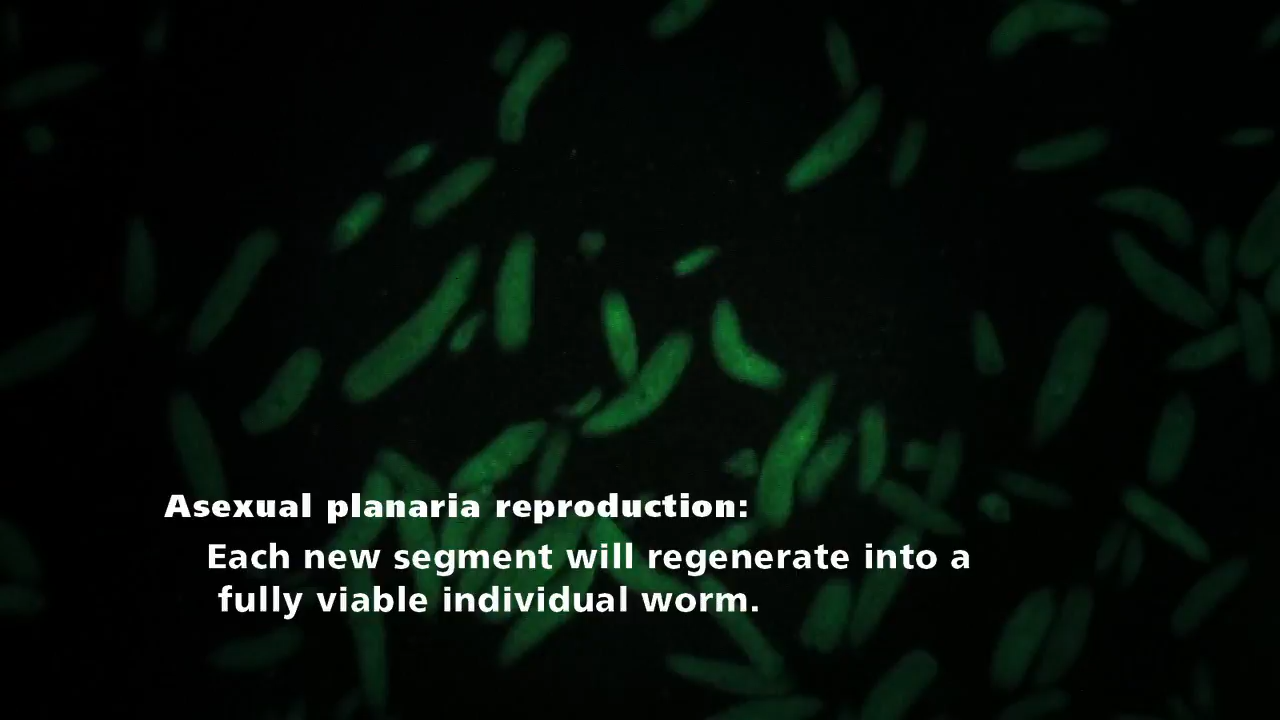 Asexual planaria reproduction:
Each new segment will regenerate into a
fully viable individual worm.